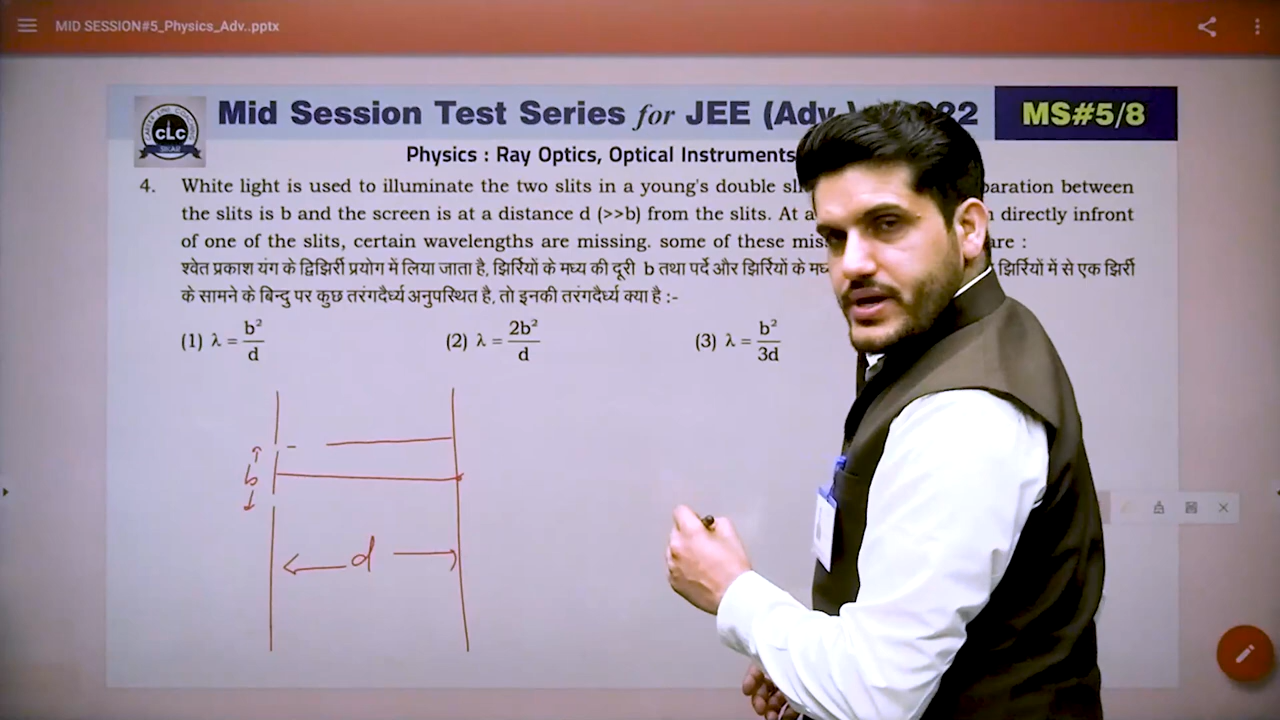 MID SESSION#5_Physics_Adv..pptx
Mid Session Test Series for JEE (Adv 22
MS#5/8
CLC
SIKAR
Physics : Ray Optics, Optical Instruments
4. White light is used to illuminate the two slits in a young's double between
the slits is b and the screen is at a distance d (>>b) from the slits. At a directly infront
of one of the slits, certain wavelengths are missing. some of these :
श्वेत प्रकाश यंग के द्विझिर्री प्रयोग में लिया जाता है, झिर्रियों के मध्य की दूरी b तथा पर्दे और झिर्रियों के झिर्रियों में से एक झिर्री
के सामने के बिन्दु पर कुछ तरंगदैर्ध्य अनुपस्थित है, तो इनकी तरंगदैर्ध्य क्या है :-
(1) λ = b²/d (2) λ = 2b²/d (3) λ = b²/3d
b
d